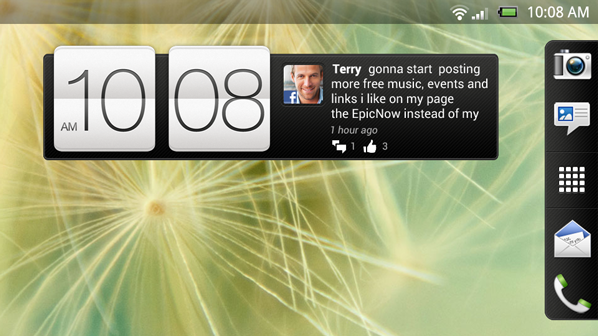 10:08 AM
AM 10 08
Terry gonna start posting
more free music, events and
links i like on my page
the EpicNow instead of my
1 hour ago
1 3